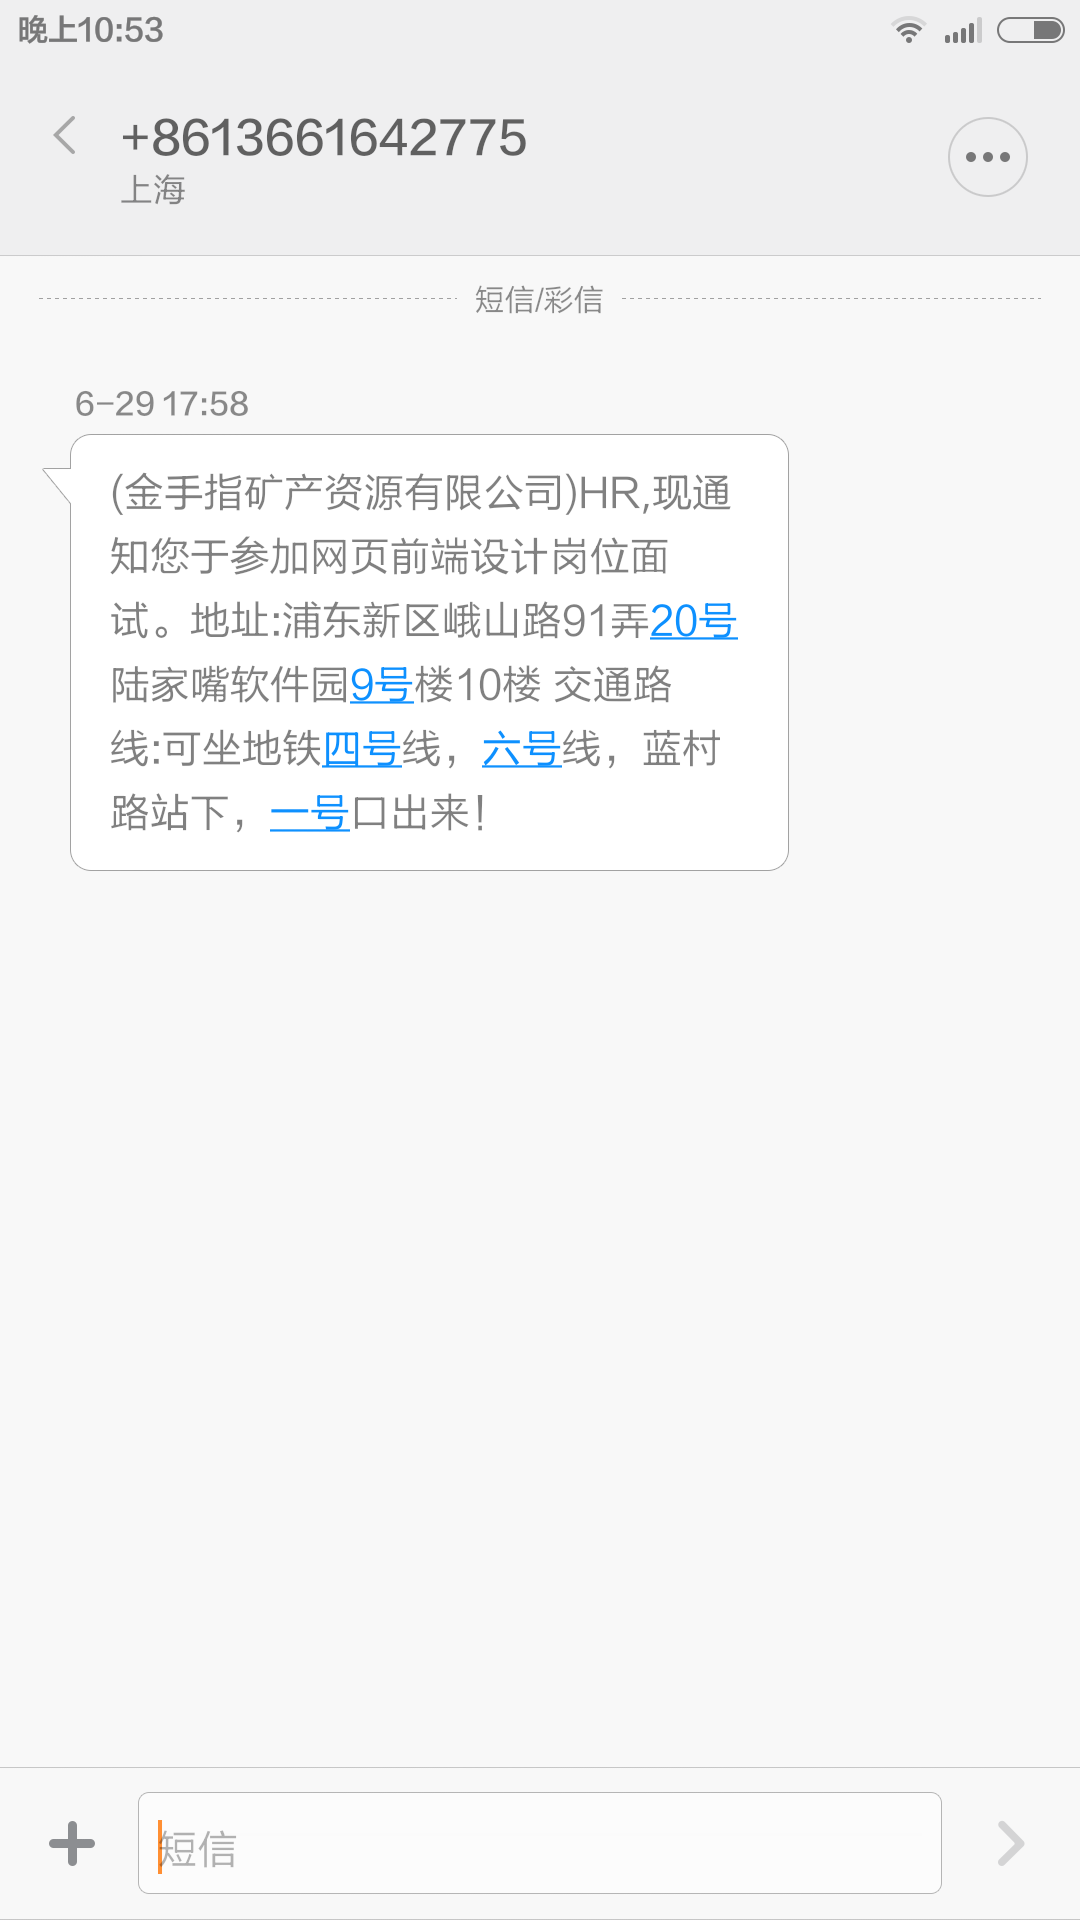 晚上10:53
+8613661642775
上海
短信/彩信
6-29 17:58
(金手指矿产资源有限公司)HR,现通
知您于参加网页前端设计岗位面
试。地址:浦东新区峨山路91弄20号
陆家嘴软件园9号楼10楼 交通路
线:可坐地铁四号线，六号线，蓝村
路站下，一号口出来！
短信